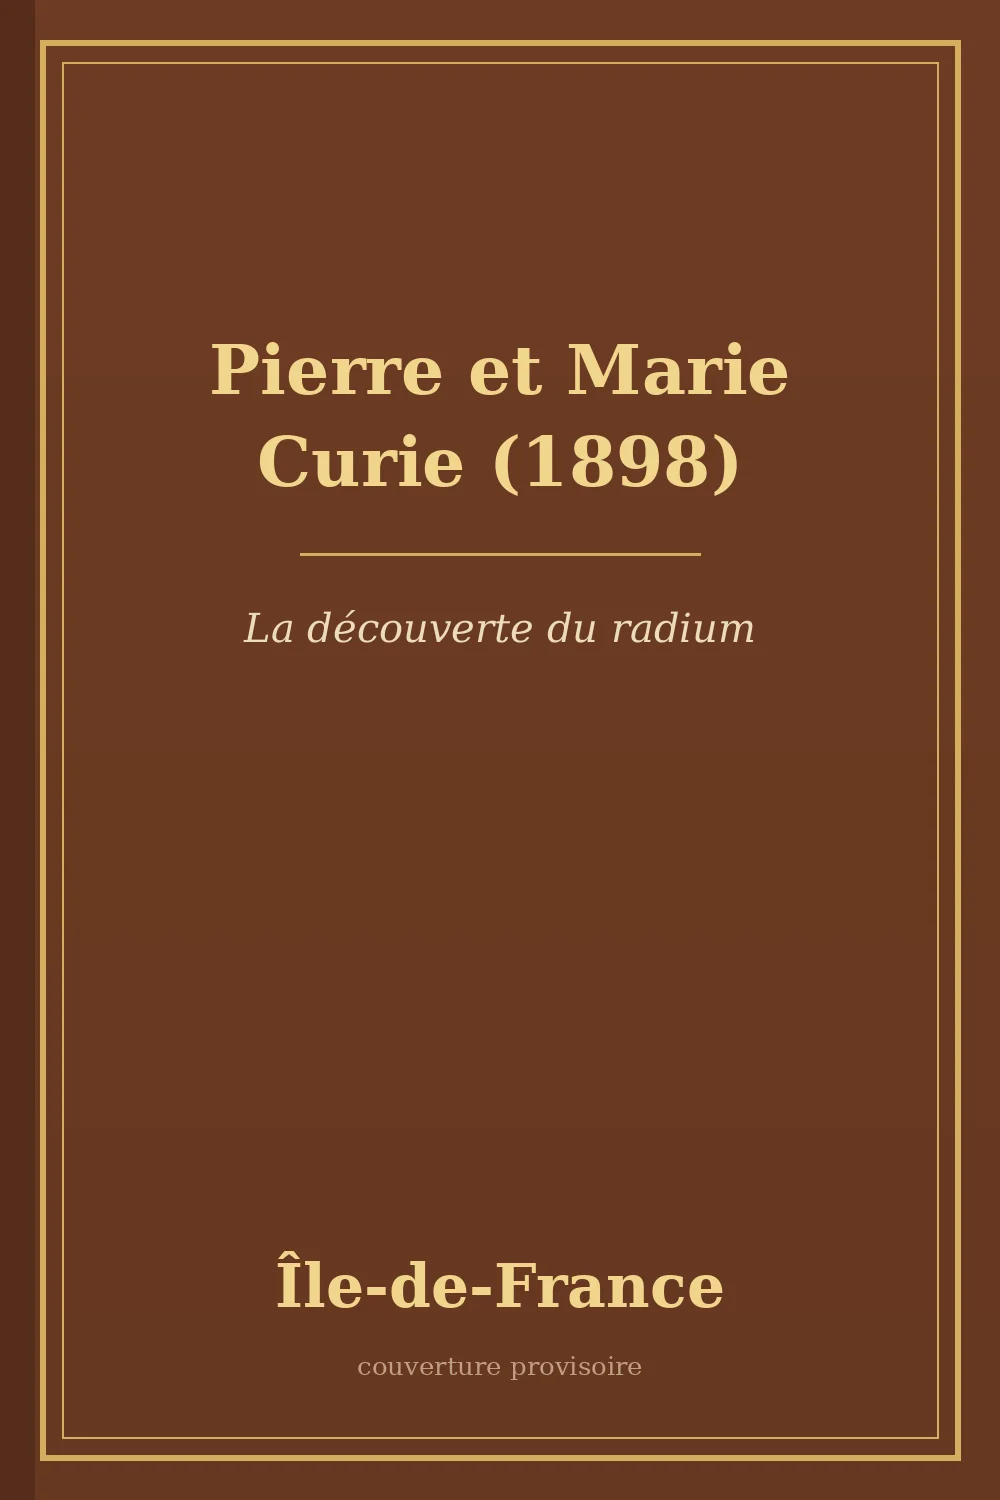 Pierre et Marie
Curie (1898)
La découverte du radium
Île-de-France
couverture provisoire